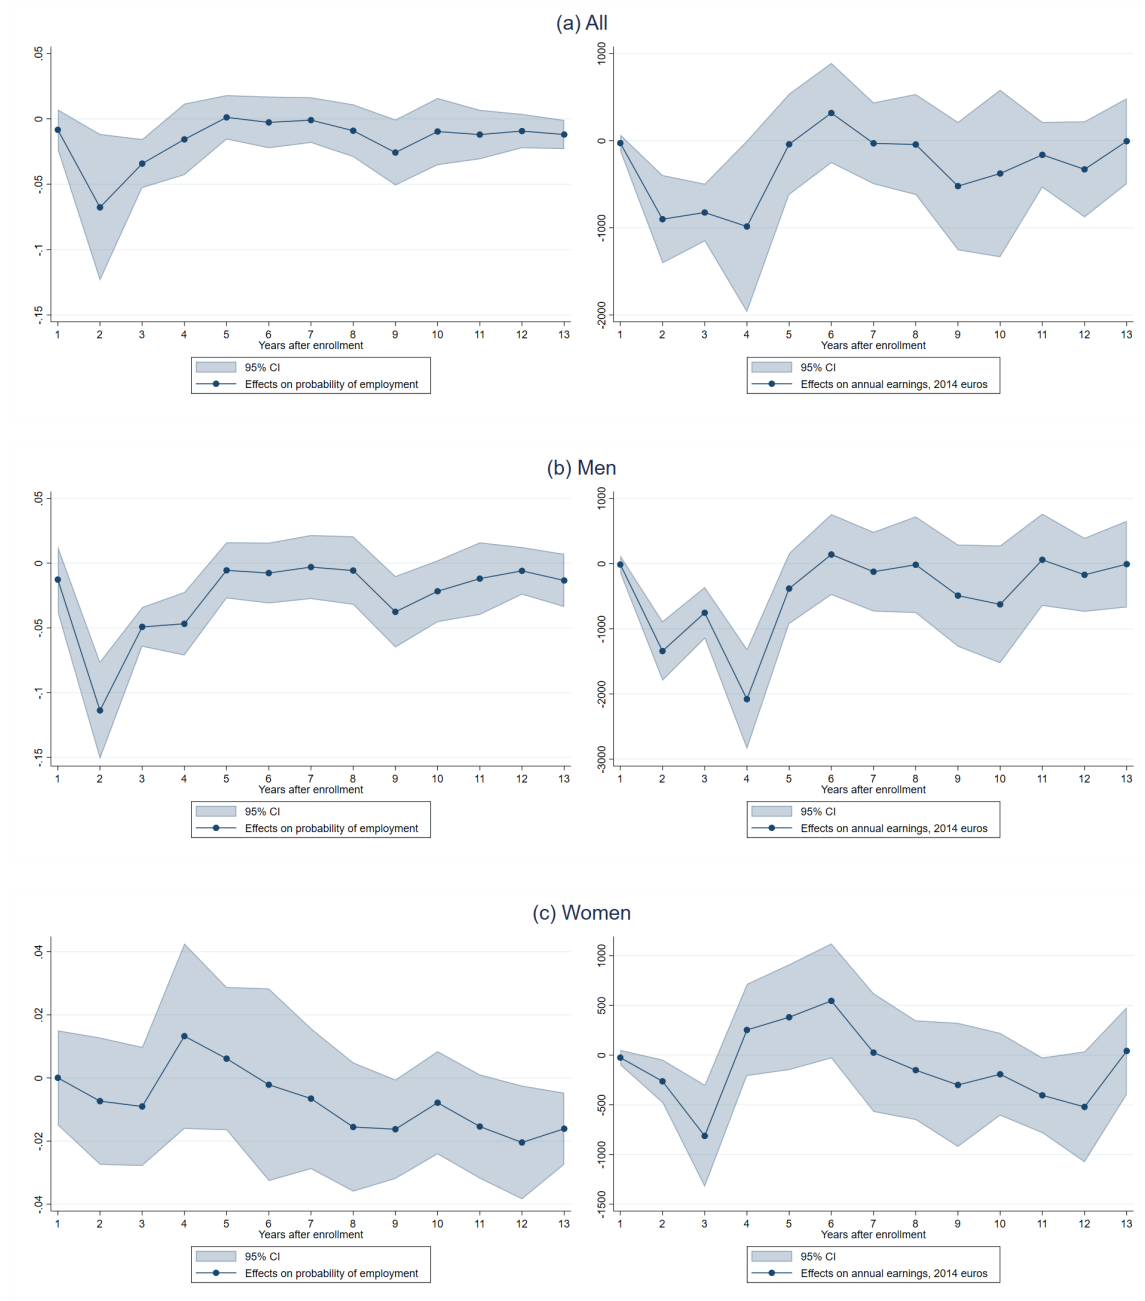 (a) All
.05
0
-.05
-.1
-.15
1 2 3 4 5 6 7 8 9 10 11 12 13
Years after enrollment
95% CI
Effects on probability of employment
1000
0
-1000
-2000
1 2 3 4 5 6 7 8 9 10 11 12 13
Years after enrollment
95% CI
Effects on annual earnings, 2014 euros
(b) Men
.05
0
-.05
-.1
-.15
1 2 3 4 5 6 7 8 9 10 11 12 13
Years after enrollment
95% CI
Effects on probability of employment
1000
0
-1000
-2000
-3000
1 2 3 4 5 6 7 8 9 10 11 12 13
Years after enrollment
95% CI
Effects on annual earnings, 2014 euros
(c) Women
.04
.02
0
-.02
-.04
1 2 3 4 5 6 7 8 9 10 11 12 13
Years after enrollment
95% CI
Effects on probability of employment
1000
500
0
-500
-1000
-1500
1 2 3 4 5 6 7 8 9 10 11 12 13
Years after enrollment
95% CI
Effects on annual earnings, 2014 euros